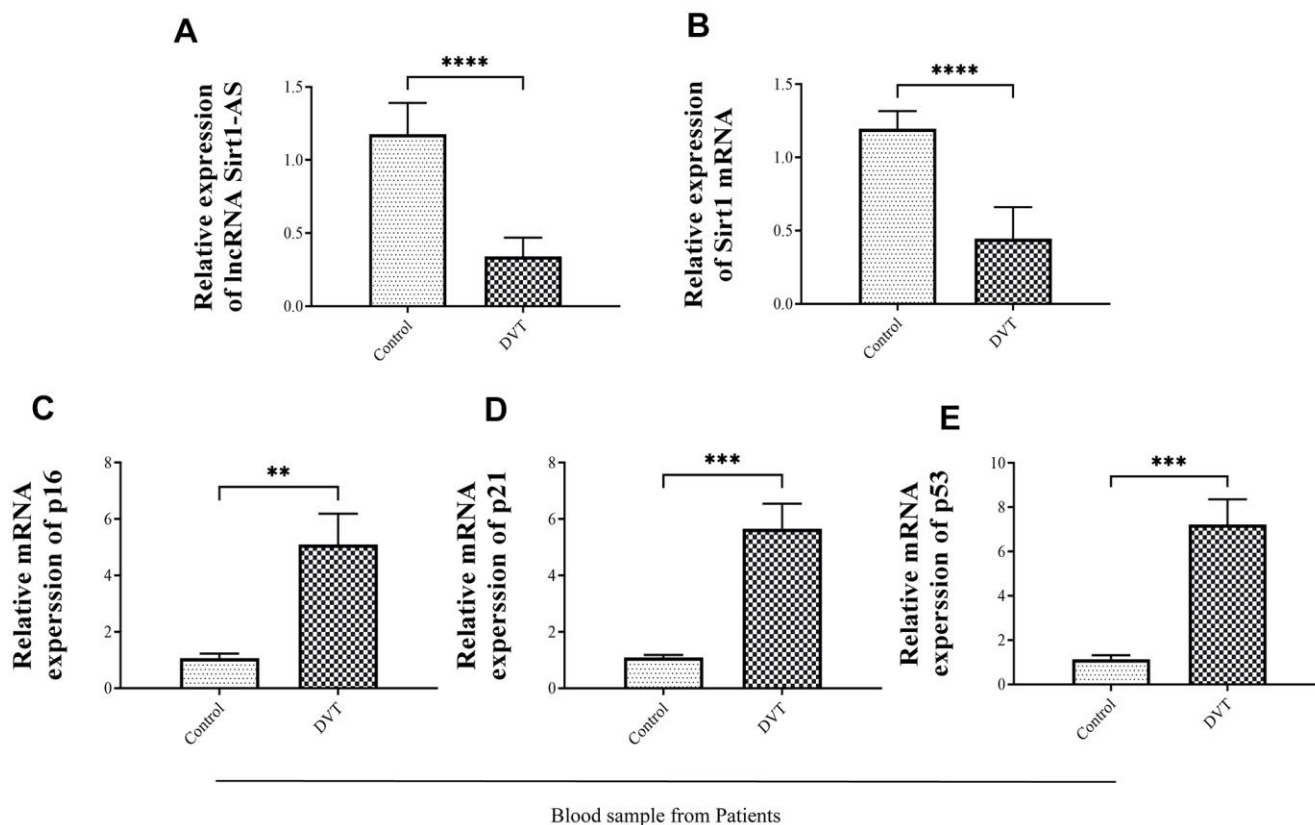 A
Relative expression
of lncRNA Sirt1-AS
1.5
1.0
0.5
0.0
****
Control
DVT
B
Relative expression
of Sirt1 mRNA
1.5
1.0
0.5
0.0
****
Control
DVT
C
Relative mRNA
experssion of p16
8
6
4
2
0
**
Control
DVT
D
Relative mRNA
experssion of p21
8
6
4
2
0
***
Control
DVT
E
Relative mRNA
experssion of p53
10
8
6
4
2
0
***
Control
DVT
Blood sample from Patients